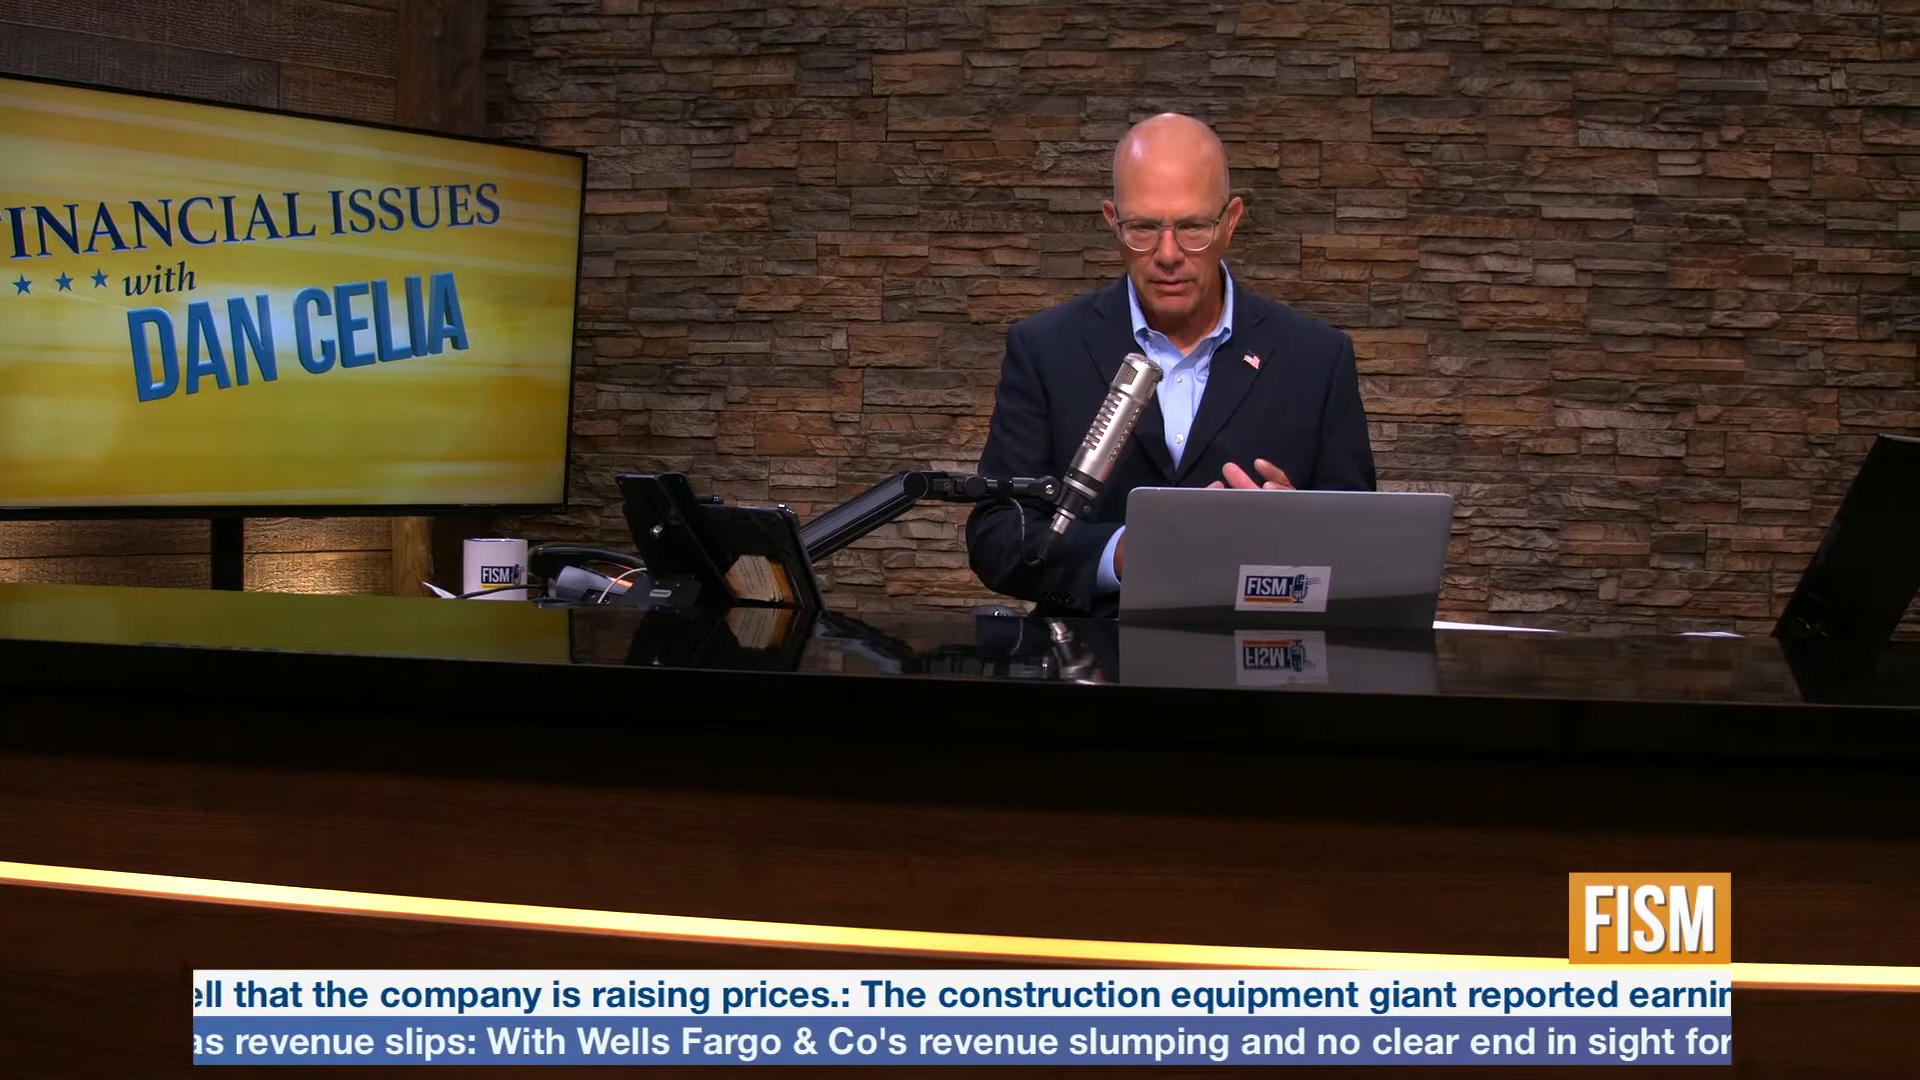 FINANCIAL ISSUES
with
DAN CELIA
FISM
FISM
FISM
ell that the company is raising prices.: The construction equipment giant reported earnin
as revenue slips: With Wells Fargo & Co's revenue slumping and no clear end in sight for